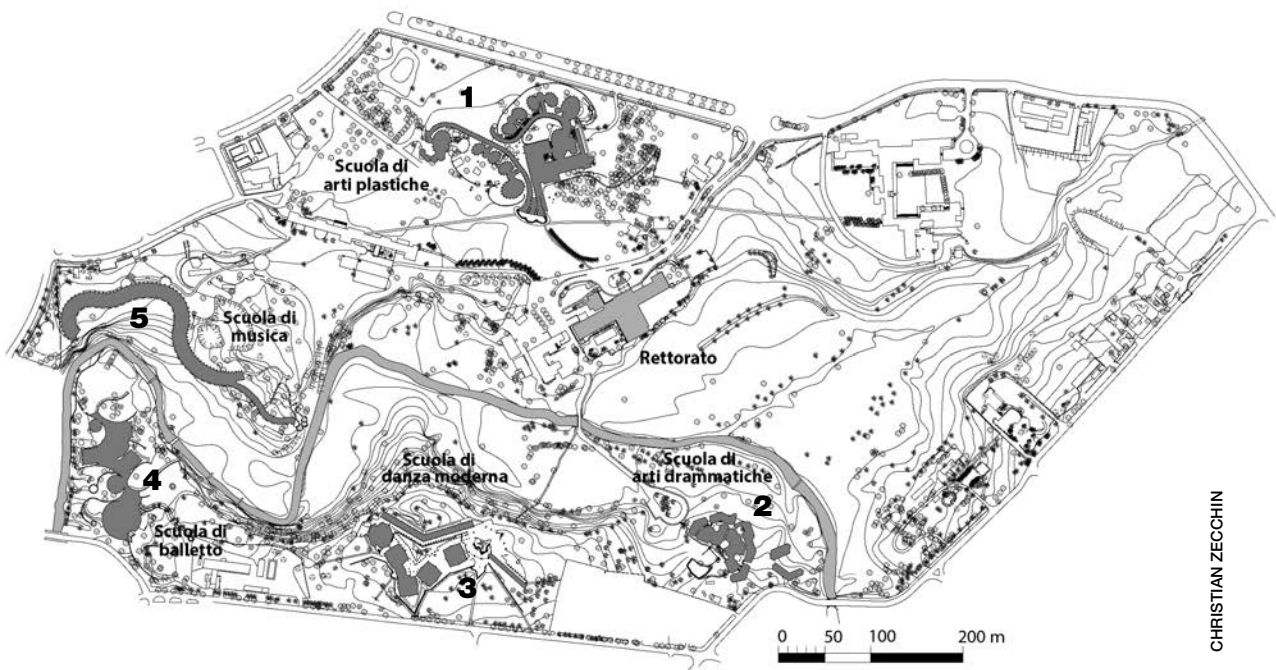 1
Scuola di
arti plastiche
5
Scuola di
musica
Rettorato
4
Scuola di
balletto
Scuola di
danza moderna
3
Scuola di
arti drammatiche
2
0 50 100 200 m
CHRISTIAN ZECCHIN